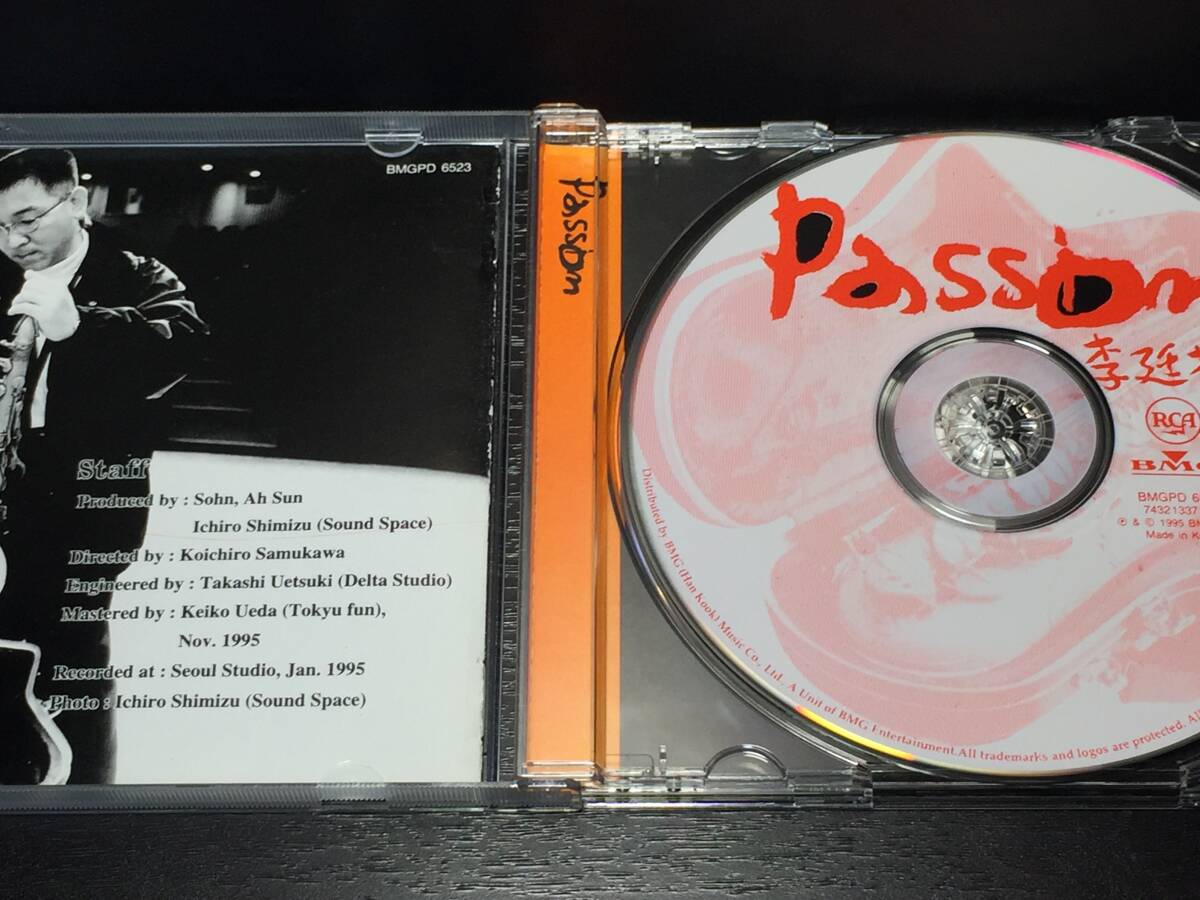 BMGPD 6523
Staff
Produced by : Sohn, Ah Sun
Ichiro Shimizu (Sound Space)
Directed by : Koichiro Samukawa
Engineered by : Takashi Uetsuki (Delta Studio)
Mastered by : Keiko Ueda (Tokyu fun),
Nov. 1995
Recorded at : Seoul Studio, Jan. 1995
Photo : Ichiro Shimizu (Sound Space)
Passion
Passion
李廷
RCA
BMG
BMGPD 6
74321337
℗ & © 1995 BM
Made in K
Distributed by BMG (Han Kook) Music Co., Ltd. A Unit of BMG Entertainment. All trademarks and logos are protected. Al